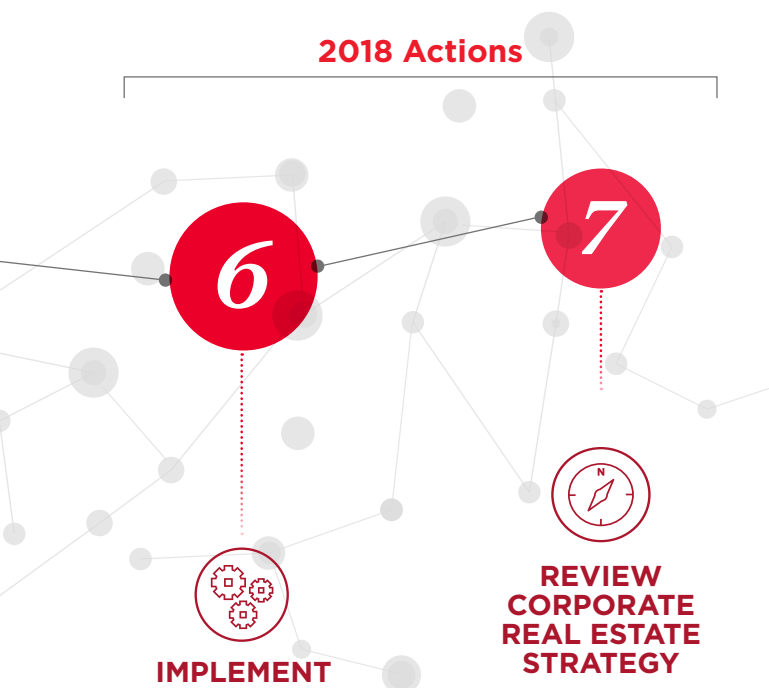 2018 Actions
6
7
N
REVIEW
CORPORATE
REAL ESTATE
STRATEGY
IMPLEMENT